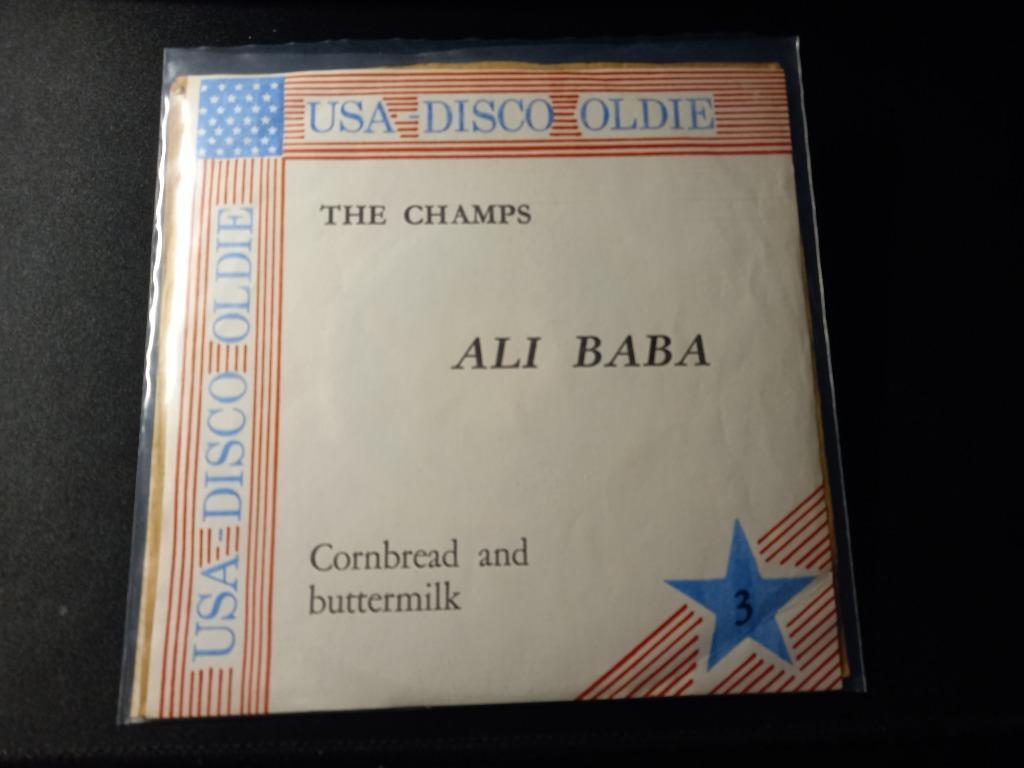 USA-DISCO OLDIE
USA-DISCO OLDIE
THE CHAMPS
ALI BABA
Cornbread and
buttermilk
3